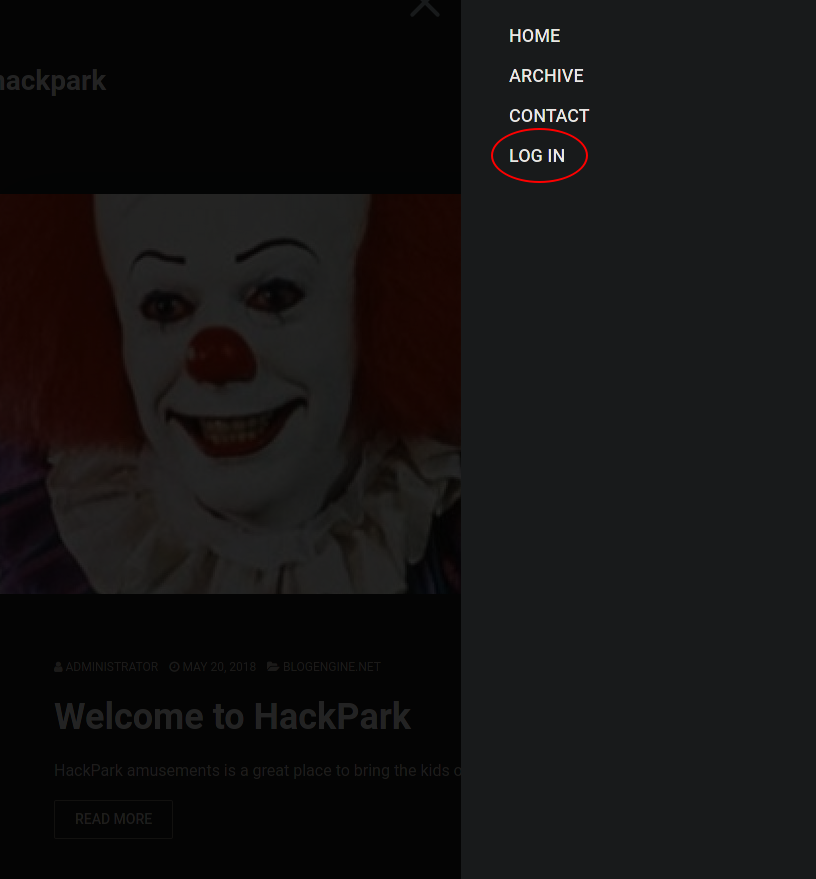 hackpark
HOME
ARCHIVE
CONTACT
LOG IN
ADMINISTRATOR MAY 20, 2018 BLOGENGINE.NET
Welcome to HackPark
HackPark amusements is a great place to bring the kids
READ MORE